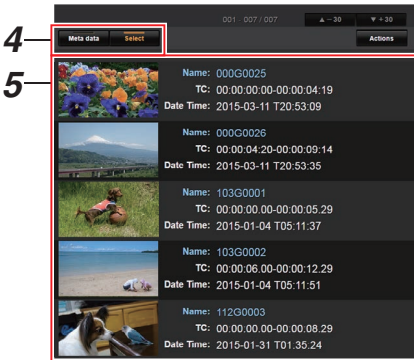 001 - 007 / 007 ▲ -30 ▼ +30
4 Meta data Select Actions
5
Name: 000G0025
TC: 00:00:00:00-00:00:04:19
Date Time: 2015-03-11 T20:53:09
Name: 000G0026
TC: 00:00:04:20-00:00:09:14
Date Time: 2015-03-11 T20:53:35
Name: 103G0001
TC: 00:00:00.00-00:00:05.29
Date Time: 2015-01-04 T05:11:37
Name: 103G0002
TC: 00:00:06.00-00:00:12.29
Date Time: 2015-01-04 T05:11:51
Name: 112G0003
TC: 00:00:00.00-00:00:08.29
Date Time: 2015-01-31 T01.35.24